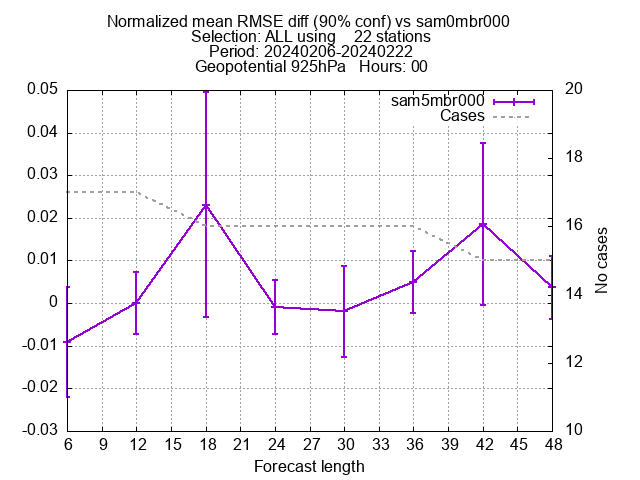 Normalized mean RMSE diff (90% conf) vs sam0mbr000
Selection: ALL using    22 stations
Period: 20240206-20240222
Geopotential 925hPa   Hours: 00
sam5mbr000
Cases
0.05
0.04
0.03
0.02
0.01
0
-0.01
-0.02
-0.03
20
18
16
14
12
10
No cases
6 9 12 15 18 21 24 27 30 33 36 39 42 45 48
Forecast length